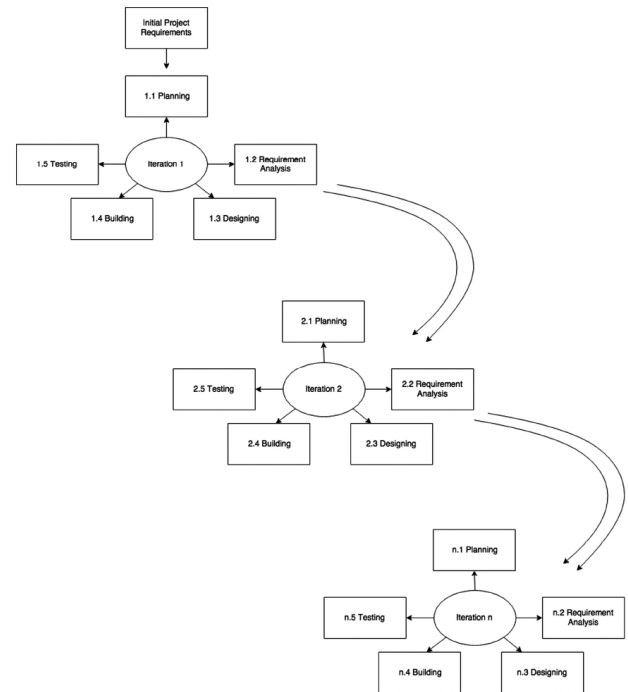 Initial Project
Requirements
1.1 Planning
1.5 Testing
Iteration 1
1.2 Requirement
Analysis
1.4 Building
1.3 Designing
2.1 Planning
2.5 Testing
Iteration 2
2.2 Requirement
Analysis
2.4 Building
2.3 Designing
n.1 Planning
n.5 Testing
Iteration n
n.2 Requirement
Analysis
n.4 Building
n.3 Designing